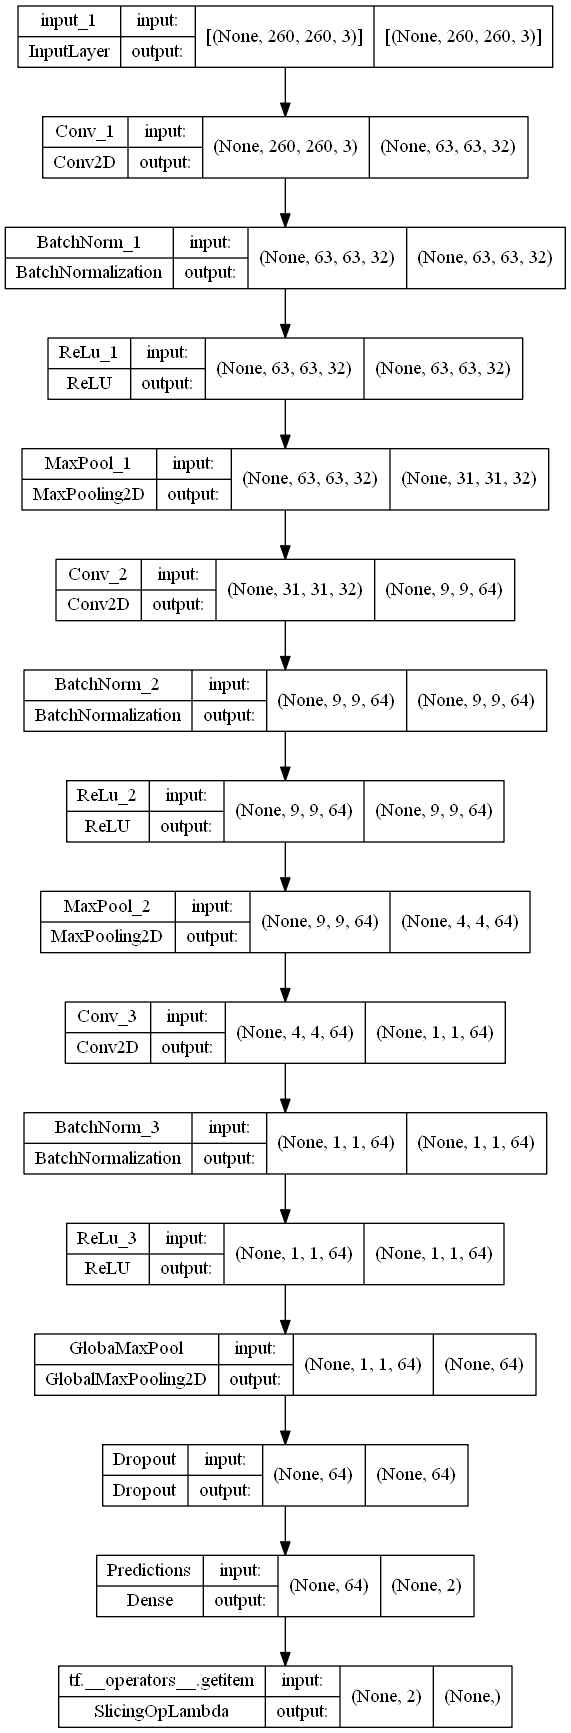 input_1 input: [(None, 260, 260, 3)] [(None, 260, 260, 3)]
InputLayer output:
Conv_1 input: (None, 260, 260, 3) (None, 63, 63, 32)
Conv2D output:
BatchNorm_1 input: (None, 63, 63, 32) (None, 63, 63, 32)
BatchNormalization output:
ReLu_1 input: (None, 63, 63, 32) (None, 63, 63, 32)
ReLU output:
MaxPool_1 input: (None, 63, 63, 32) (None, 31, 31, 32)
MaxPooling2D output:
Conv_2 input: (None, 31, 31, 32) (None, 9, 9, 64)
Conv2D output:
BatchNorm_2 input: (None, 9, 9, 64) (None, 9, 9, 64)
BatchNormalization output:
ReLu_2 input: (None, 9, 9, 64) (None, 9, 9, 64)
ReLU output:
MaxPool_2 input: (None, 9, 9, 64) (None, 4, 4, 64)
MaxPooling2D output:
Conv_3 input: (None, 4, 4, 64) (None, 1, 1, 64)
Conv2D output:
BatchNorm_3 input: (None, 1, 1, 64) (None, 1, 1, 64)
BatchNormalization output:
ReLu_3 input: (None, 1, 1, 64) (None, 1, 1, 64)
ReLU output:
GlobaMaxPool input: (None, 1, 1, 64) (None, 64)
GlobalMaxPooling2D output:
Dropout input: (None, 64) (None, 64)
Dropout output:
Predictions input: (None, 64) (None, 2)
Dense output:
tf.__operators__.getitem input: (None, 2) (None,)
SlicingOpLambda output: